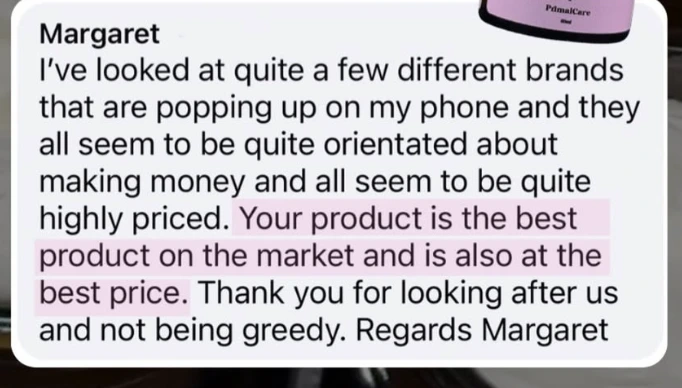 PrimalCare
Margaret
I've looked at quite a few different brands
that are popping up on my phone and they
all seem to be quite orientated about
making money and all seem to be quite
highly priced. Your product is the best
product on the market and is also at the
best price. Thank you for looking after us
and not being greedy. Regards Margaret